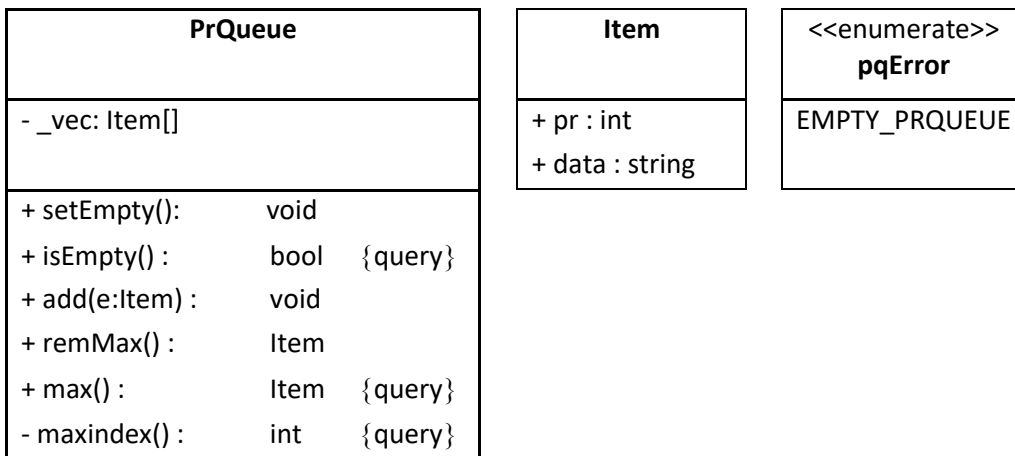 PrQueue
- _vec: Item[]
+ setEmpty(): void
+ isEmpty() : bool {query}
+ add(e:Item) : void
+ remMax() : Item
+ max() : Item {query}
- maxindex() : int {query}
Item
+ pr : int
+ data : string
<<enumerate>>
pqError
EMPTY_PRQUEUE